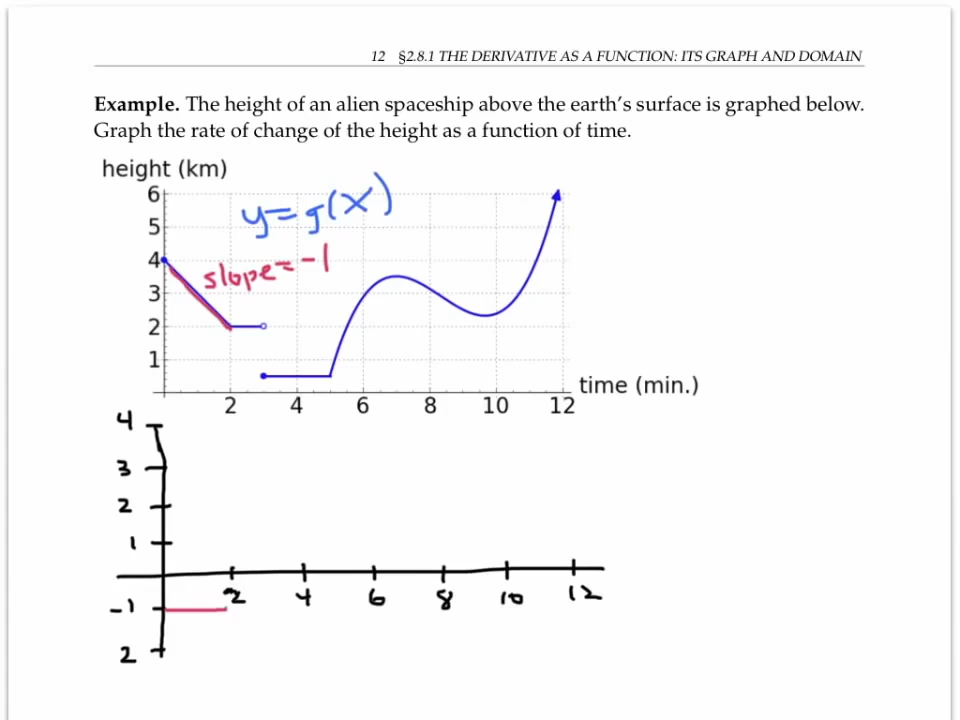 12 §2.8.1 THE DERIVATIVE AS A FUNCTION: ITS GRAPH AND DOMAIN
Example. The height of an alien spaceship above the earth's surface is graphed below.
Graph the rate of change of the height as a function of time.
height (km)
6
y = g(x)
5
4
slope = -1
3
2
1
time (min.)
2 4 6 8 10 12
4
3
2
1
2 4 6 8 10 12
-1
2